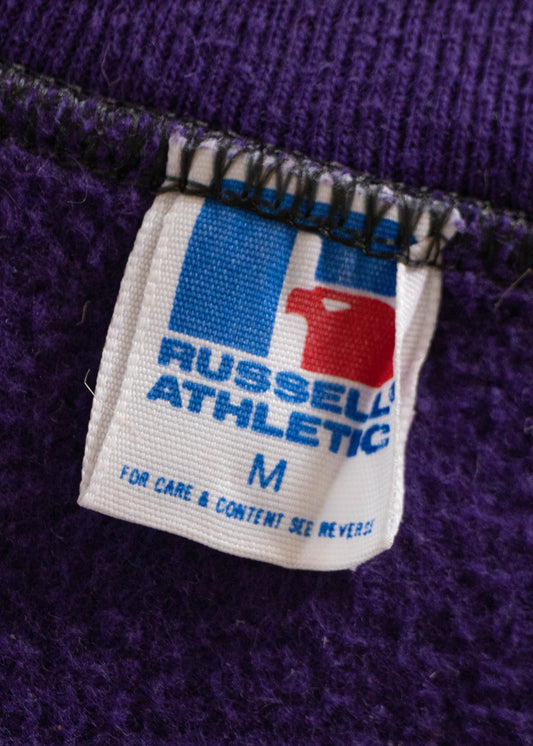 RUSSELL
ATHLETIC
M
FOR CARE & CONTENT SEE REVERSE